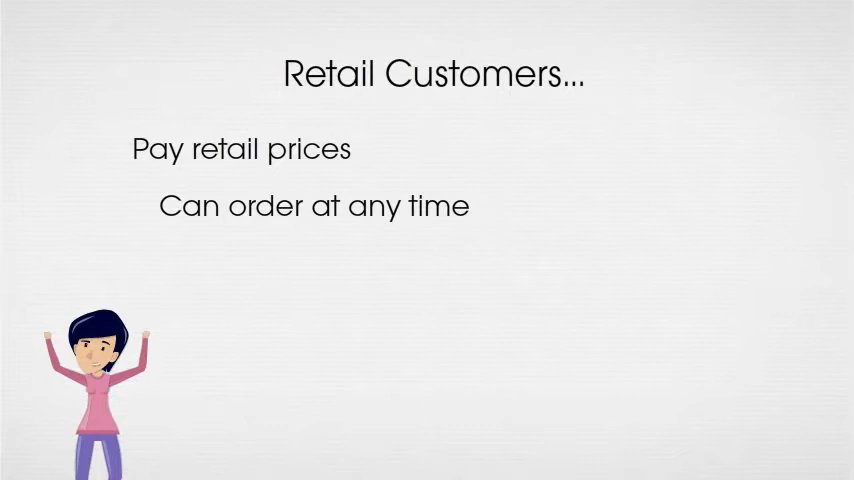 Retail Customers...
Pay retail prices
Can order at any time